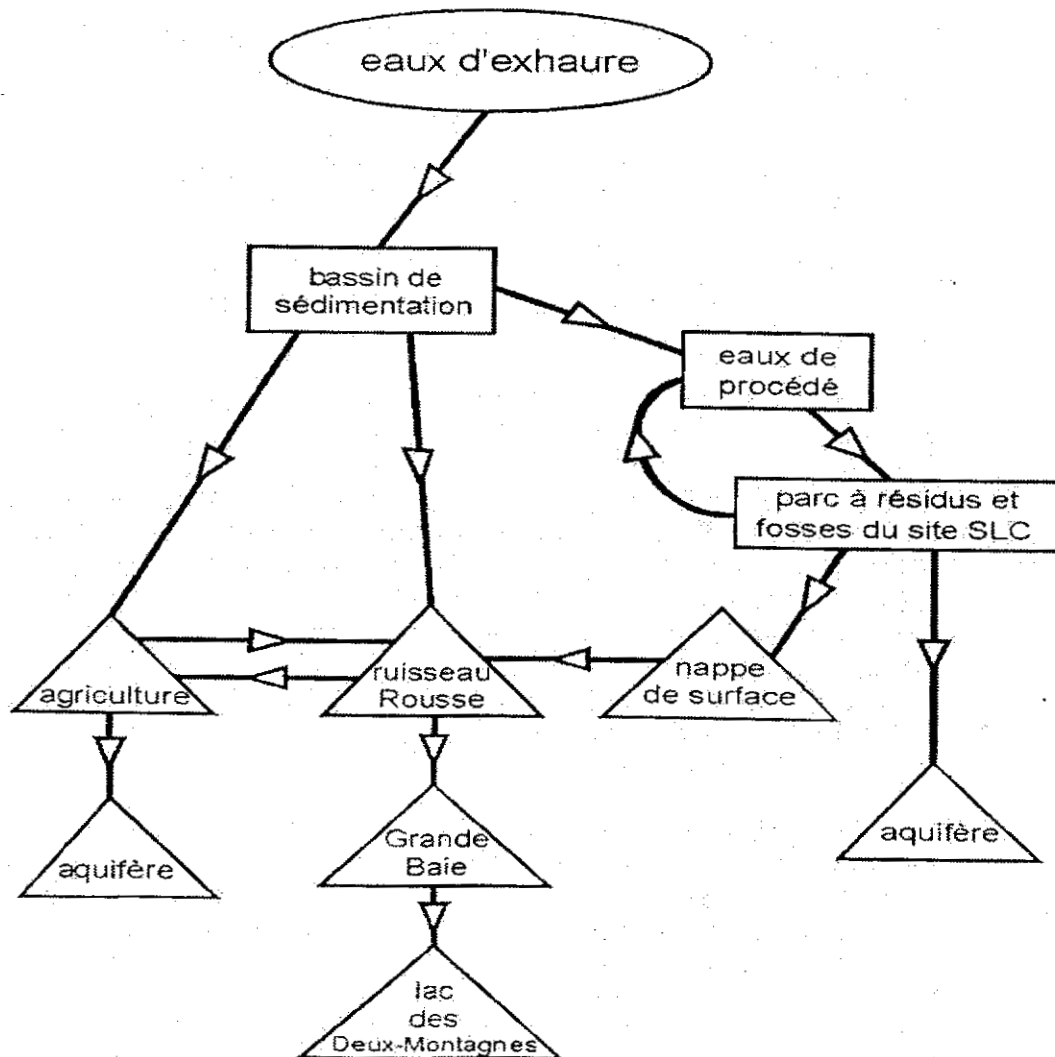 eaux d'exhaure
bassin de
sédimentation
eaux de
procédé
parc à résidus et
fosses du site SLC
agriculture
ruisseau
Rousse
nappe
de surface
aquifère
Grande
Baie
aquifère
lac
des
Deux-Montagnes